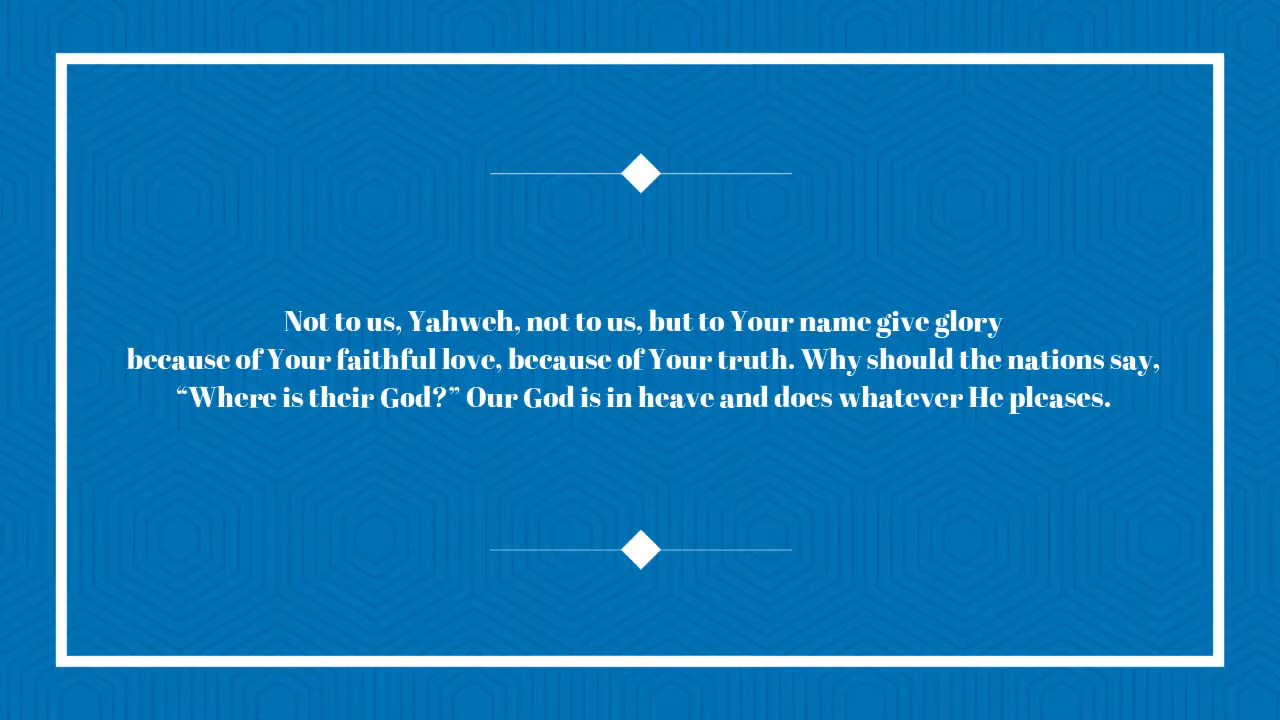 Not to us, Yahweh, not to us, but to Your name give glory
because of Your faithful love, because of Your truth. Why should the nations say,
“Where is their God?” Our God is in heave and does whatever He pleases.